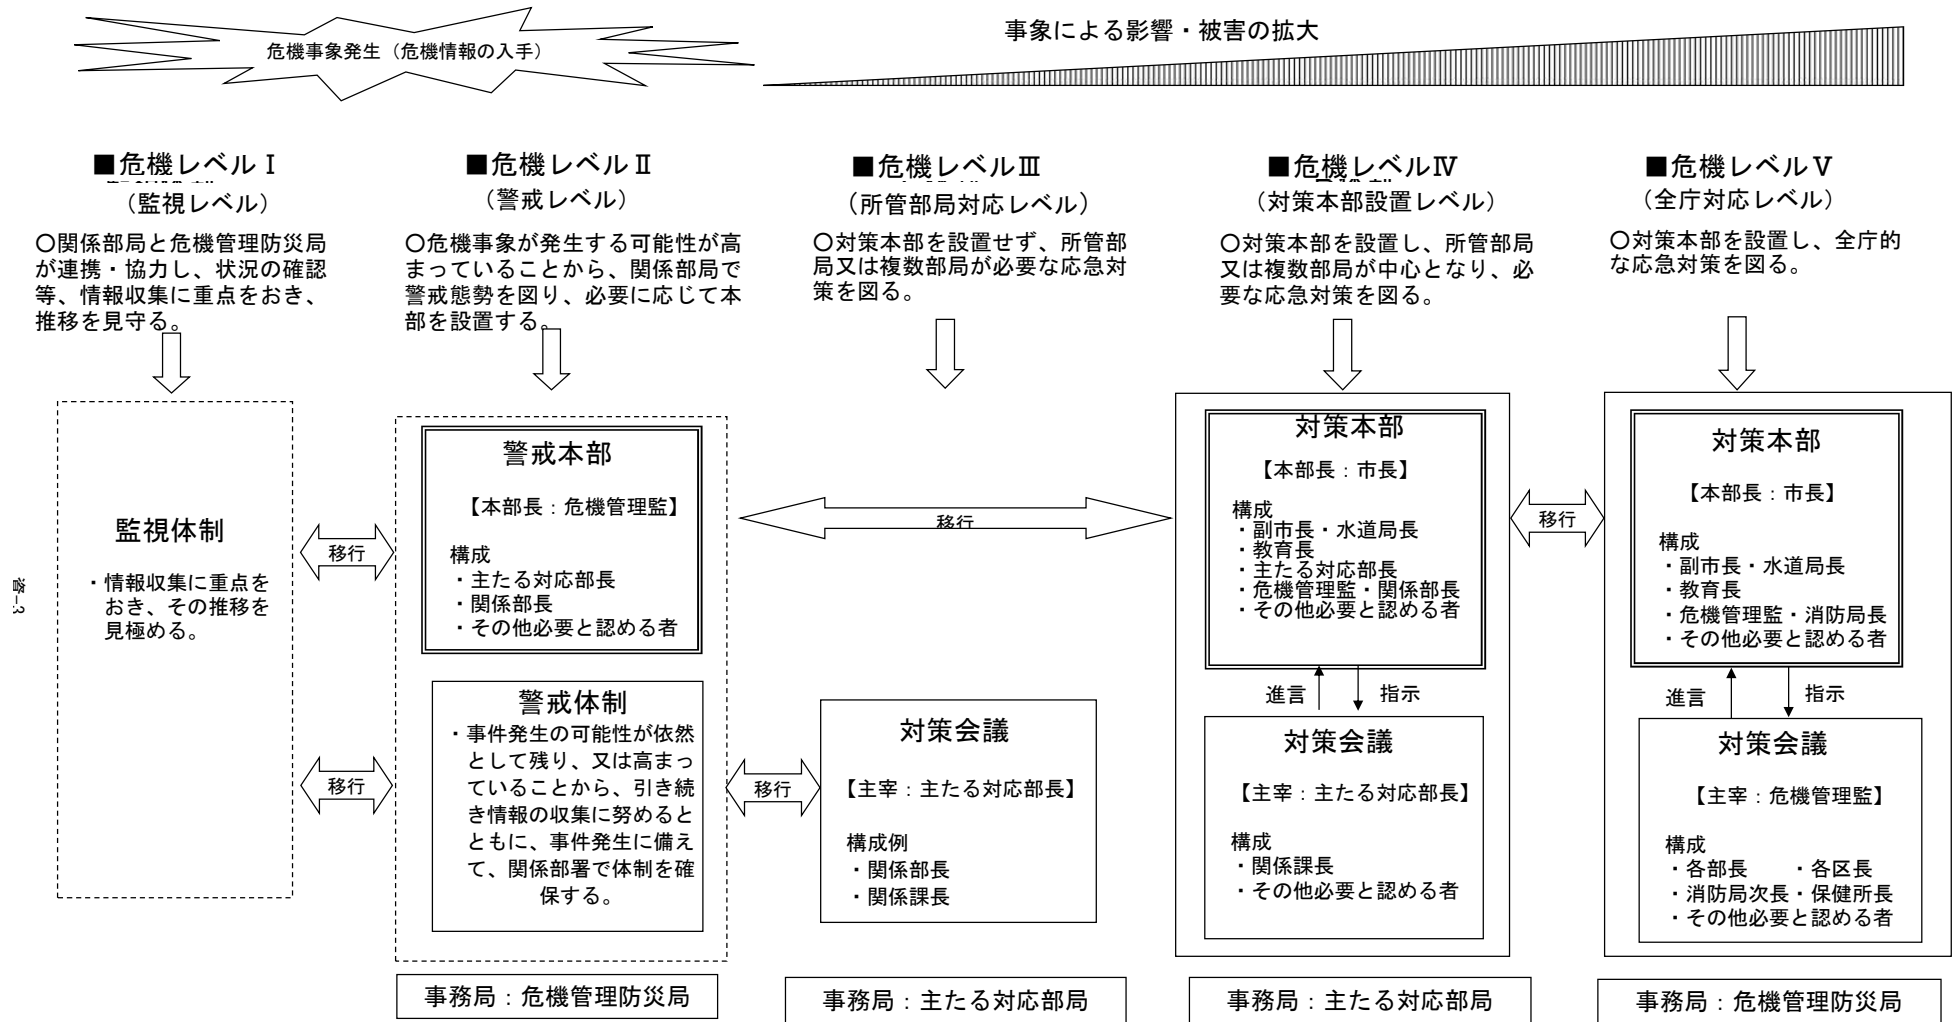 危機事象発生（危機情報の入手）
事象による影響・被害の拡大
■危機レベルⅠ
（監視レベル）
〇関係部局と危機管理防災局
が連携・協力し、状況の確認
等、情報収集に重点をおき、
推移を見守る。
■危機レベルⅡ
（警戒レベル）
〇危機事象が発生する可能性が高
まっていることから、関係部局で
警戒態勢を図り、必要に応じて本
部を設置する。
■危機レベルⅢ
（所管部局対応レベル）
〇対策本部を設置せず、所管部
局又は複数部局が必要な応急対
策を図る。
■危機レベルⅣ
（対策本部設置レベル）
〇対策本部を設置し、所管部局
又は複数部局が中心となり、必
要な応急対策を図る。
■危機レベルⅤ
（全庁対応レベル）
〇対策本部を設置し、全庁的
な応急対策を図る。
監視体制
・情報収集に重点を
おき、その推移を
見極める。
移行
移行
警戒本部
【本部長：危機管理監】
構成
・主たる対応部長
・関係部長
・その他必要と認める者
警戒体制
・事件発生の可能性が依然
として残り、又は高まっ
ていることから、引き続
き情報の収集に努めると
ともに、事件発生に備え
て、関係部署で体制を確
保する。
事務局：危機管理防災局
移行
移行
対策会議
【主宰：主たる対応部長】
構成例
・関係部長
・関係課長
事務局：主たる対応部局
対策本部
【本部長：市長】
構成
・副市長・水道局長
・教育長
・主たる対応部長
・危機管理監・関係部長
・その他必要と認める者
進言
指示
対策会議
【主宰：主たる対応部長】
構成
・関係課長
・その他必要と認める者
事務局：主たる対応部局
移行
対策本部
【本部長：市長】
構成
・副市長・水道局長
・教育長
・危機管理監・消防局長
・その他必要と認める者
進言
指示
対策会議
【主宰：危機管理監】
構成
・各部長　・各区長
・消防局次長・保健所長
・その他必要と認める者
事務局：危機管理防災局
資-3